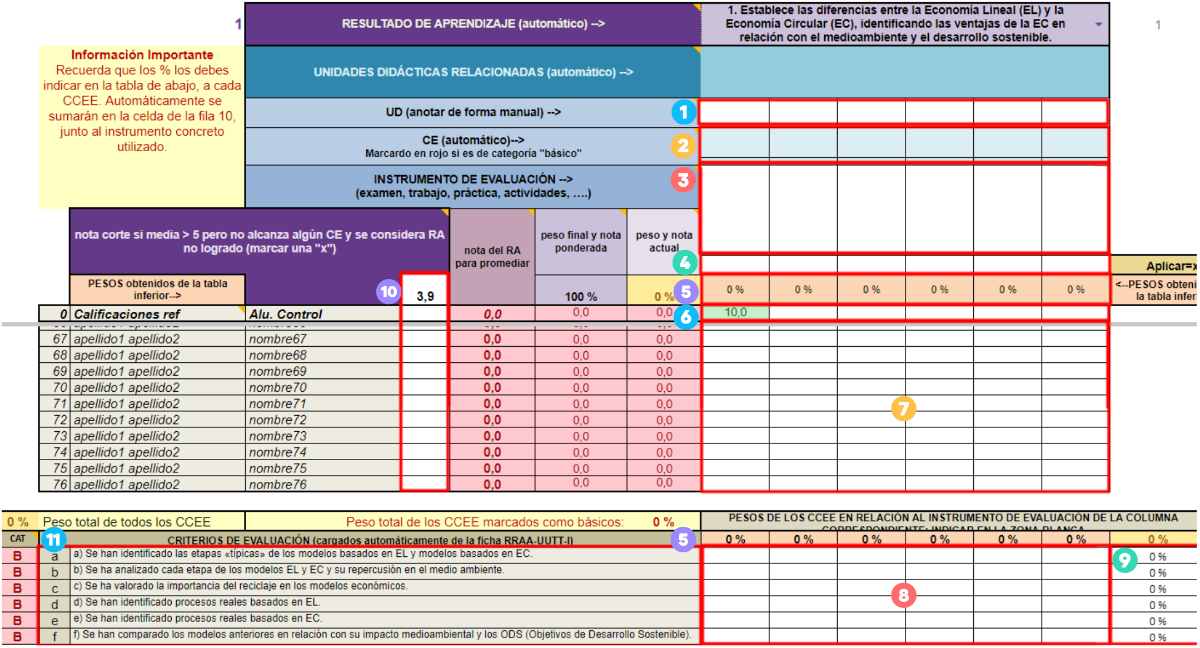 1
RESULTADO DE APRENDIZAJE (automático) -->
1. Establece las diferencias entre la Economía Lineal (EL) y la
Economía Circular (EC), identificando las ventajas de la EC en
relación con el medioambiente y el desarrollo sostenible.
1
Información Importante
Recuerda que los % los debes
indicar en la tabla de abajo, a cada
CCEE. Automáticamente se
sumarán en la celda de la fila 10,
junto al instrumento concreto
utilizado.
UNIDADES DIDÁCTICAS RELACIONADAS (automático) -->
UD (anotar de forma manual) -->
1
CE (automático)-->
Marcardo en rojo si es de categoría "básico"
2
INSTRUMENTO DE EVALUACIÓN -->
(examen, trabajo, práctica, actividades, ....)
3
nota corte si media > 5 pero no alcanza algún CE y se considera RA
no logrado (marcar una "x")
nota del RA
para promediar
peso final y nota
ponderada
peso y nota
actual
4
Aplicar=x
PESOS obtenidos de la tabla
inferior-->
10
3,9
100 %
0 %
5
0 % 0 % 0 % 0 % 0 % 0 %
<--PESOS obteni
la tabla infer
0 Calificaciones ref Alu. Control 0,0 0,0 0,0 6 10,0
67 apellido1 apellido2 nombre67 0,0 0,0 0,0
68 apellido1 apellido2 nombre68 0,0 0,0 0,0
69 apellido1 apellido2 nombre69 0,0 0,0 0,0
70 apellido1 apellido2 nombre70 0,0 0,0 0,0
71 apellido1 apellido2 nombre71 0,0 0,0 0,0
72 apellido1 apellido2 nombre72 0,0 0,0 0,0
7
73 apellido1 apellido2 nombre73 0,0 0,0 0,0
74 apellido1 apellido2 nombre74 0,0 0,0 0,0
75 apellido1 apellido2 nombre75 0,0 0,0 0,0
76 apellido1 apellido2 nombre76 0,0 0,0 0,0
0 % Peso total de todos los CCEE Peso total de los CCEE marcados como básicos: 0 %
PESOS DE LOS CCEE EN RELACIÓN AL INSTRUMENTO DE EVALUACIÓN DE LA COLUMNA
CORRESPONDIENTE: INDICAR EN LA ZONA BLANCA
CAT 11 CRITERIOS DE EVALUACIÓN (cargados automáticamente de la ficha RRAA-UUTT-I) 5 0 % 0 % 0 % 0 % 0 % 0 % 0 %
B a a) Se han identificado las etapas «típicas» de los modelos basados en EL y modelos basados en EC. 9 0 %
B b b) Se ha analizado cada etapa de los modelos EL y EC y su repercusión en el medio ambiente. 0 %
B c c) Se ha valorado la importancia del reciclaje en los modelos económicos. 0 %
B d d) Se han identificado procesos reales basados en EL. 8 0 %
B e e) Se han identificado procesos reales basados en EC. 0 %
B f f) Se han comparado los modelos anteriores en relación con su impacto medioambiental y los ODS (Objetivos de Desarrollo Sostenible). 0 %